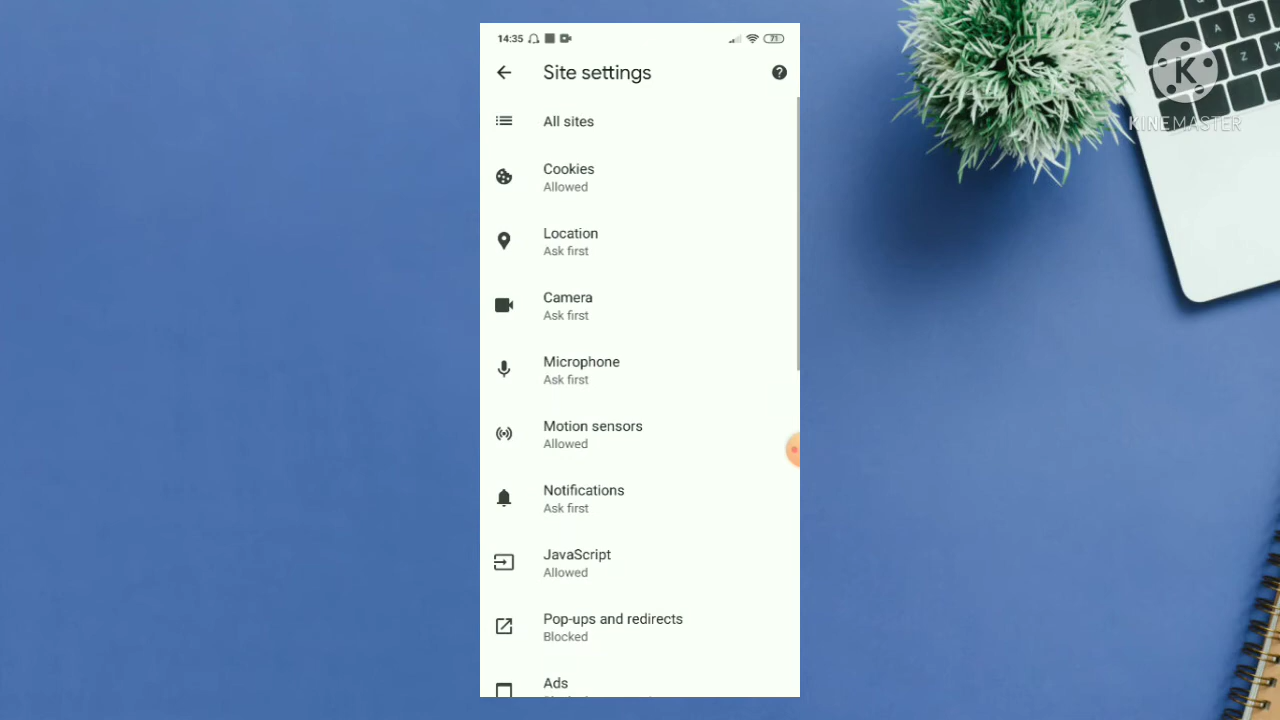 14:35
71
Site settings
All sites
Cookies
Allowed
Location
Ask first
Camera
Ask first
Microphone
Ask first
Motion sensors
Allowed
Notifications
Ask first
JavaScript
Allowed
Pop-ups and redirects
Blocked
Ads
K
KINEMASTER
A
S
Z
X